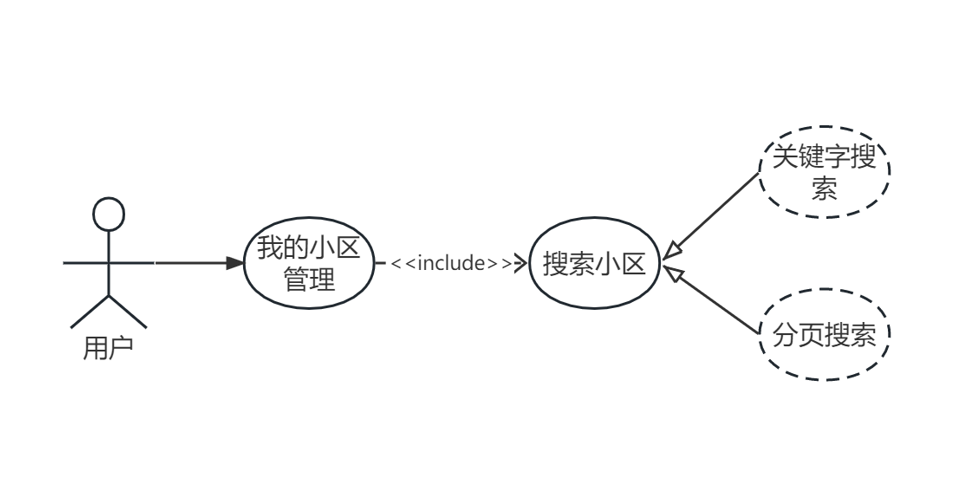 关键字搜
索
我的小区
管理
<<include>>
搜索小区
分页搜索
用户